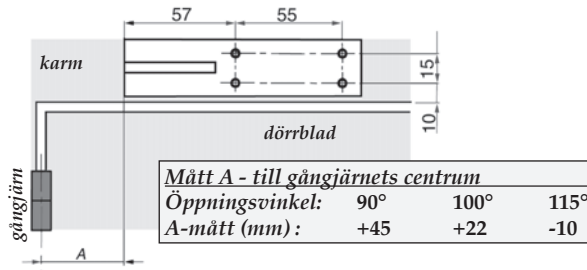 57
55
karm
15
10
dörrblad
gångjärn
A
Mått A - till gångjärnets centrum
Öppningsvinkel: 90° 100° 115°
A-mått (mm) : +45 +22 -10